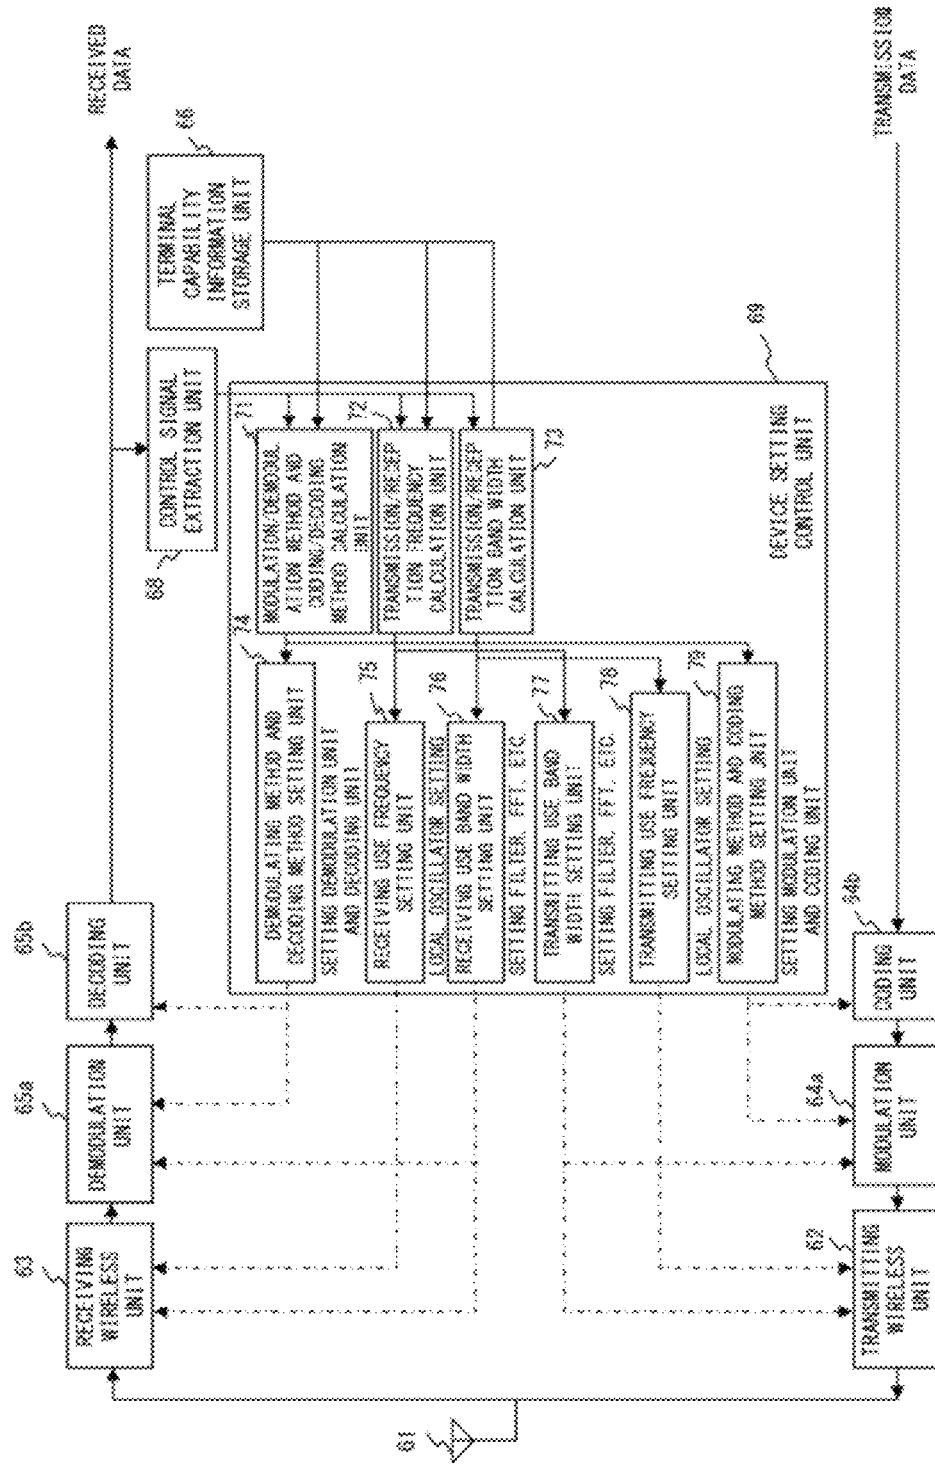 RECEIVED
DATA
66
TERMINAL
CAPABILITY
INFORMATION
STORAGE UNIT
CONTROL SIGNAL
EXTRACTION UNIT
68
65b
DECODING
UNIT
65a
DEMODULATION
UNIT
63
RECEIVING
WIRELESS
UNIT
61
69
DEVICE SETTING
CONTROL UNIT
71
MODULATION/DEMODUL
ATION METHOD AND
CODING/DECODING
METHOD CALCULATION
UNIT
72
TRANSMISSION/RECEP
TION FREQUENCY
CALCULATION UNIT
TRANSMISSION/RECEP
TION BAND WIDTH
CALCULATION UNIT
73
74
DEMODULATING METHOD AND
DECODING METHOD SETTING UNIT
SETTING DEMODULATION UNIT
AND DECODING UNIT
75
RECEIVING USE FREQUENCY
SETTING UNIT
LOCAL OSCILLATOR SETTING
76
RECEIVING USE BAND WIDTH
SETTING UNIT
SETTING FILTER, FFT, ETC.
77
TRANSMITTING USE BAND
WIDTH SETTING UNIT
SETTING FILTER, FFT, ETC.
78
TRANSMITTING USE FREQUENCY
SETTING UNIT
LOCAL OSCILLATOR SETTING
79
MODULATING METHOD AND CODING
METHOD SETTING UNIT
SETTING MODULATION UNIT
AND CODING UNIT
TRANSMISSION
DATA
64b
CODING
UNIT
64a
MODULATION
UNIT
62
TRANSMITTING
WIRELESS
UNIT